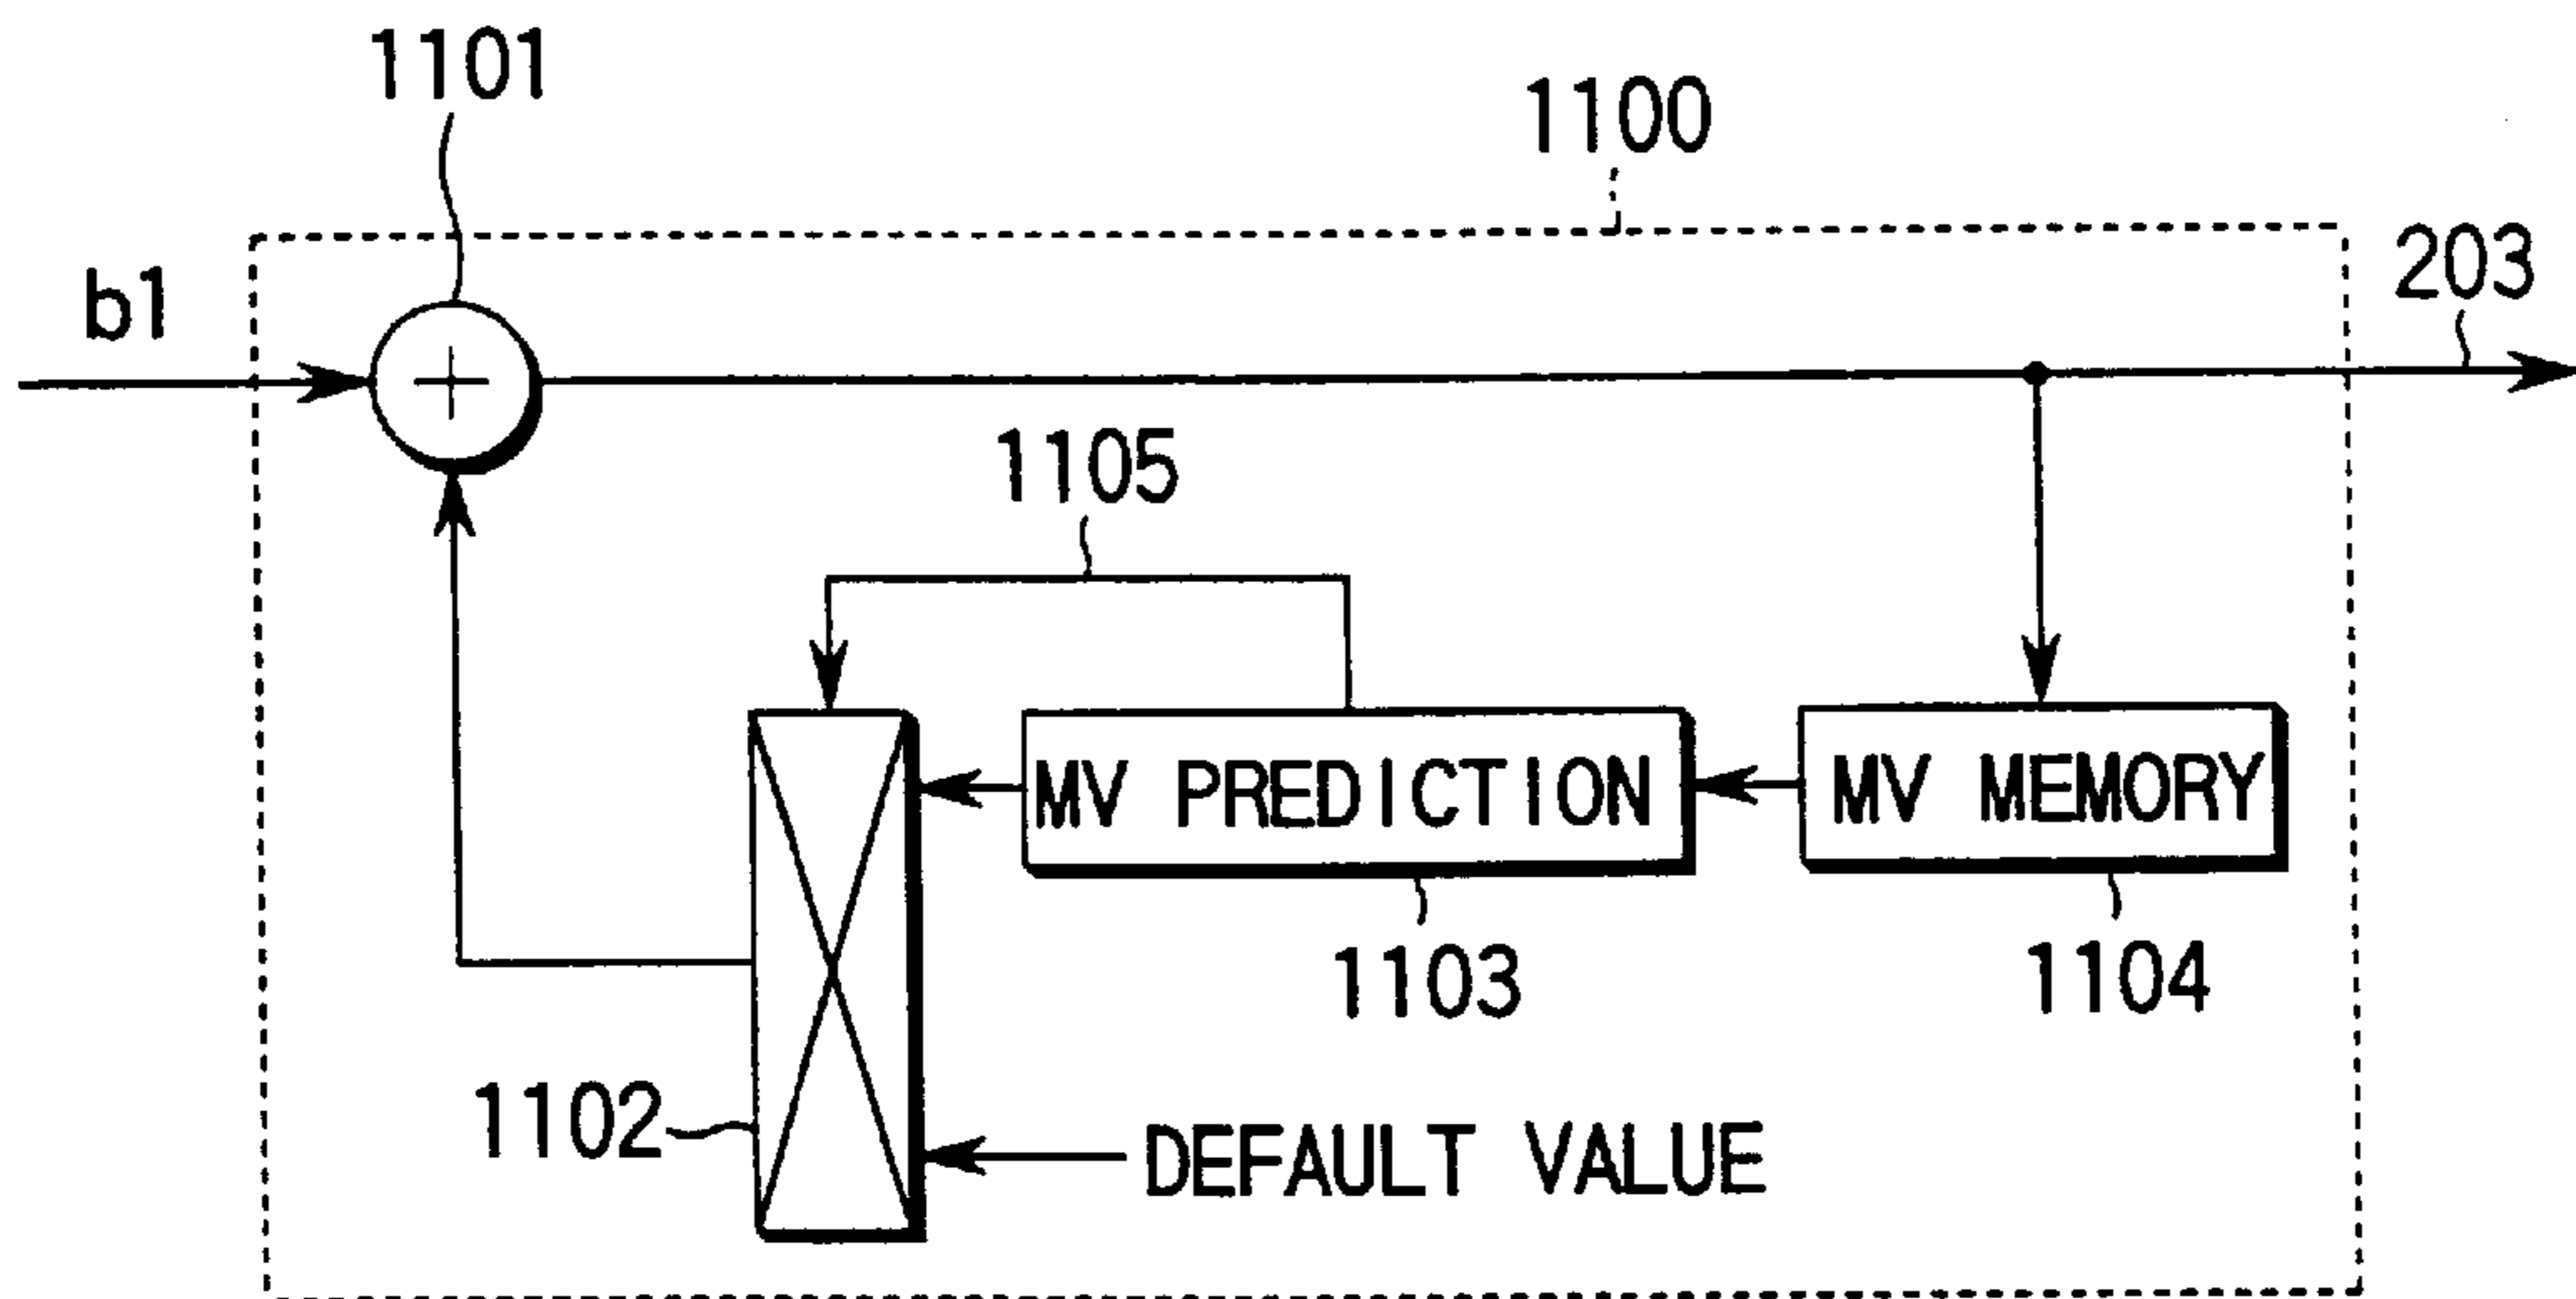 1101
1100
b1
203
1105
MV PREDICTION
MV MEMORY
1103
1104
1102
DEFAULT VALUE